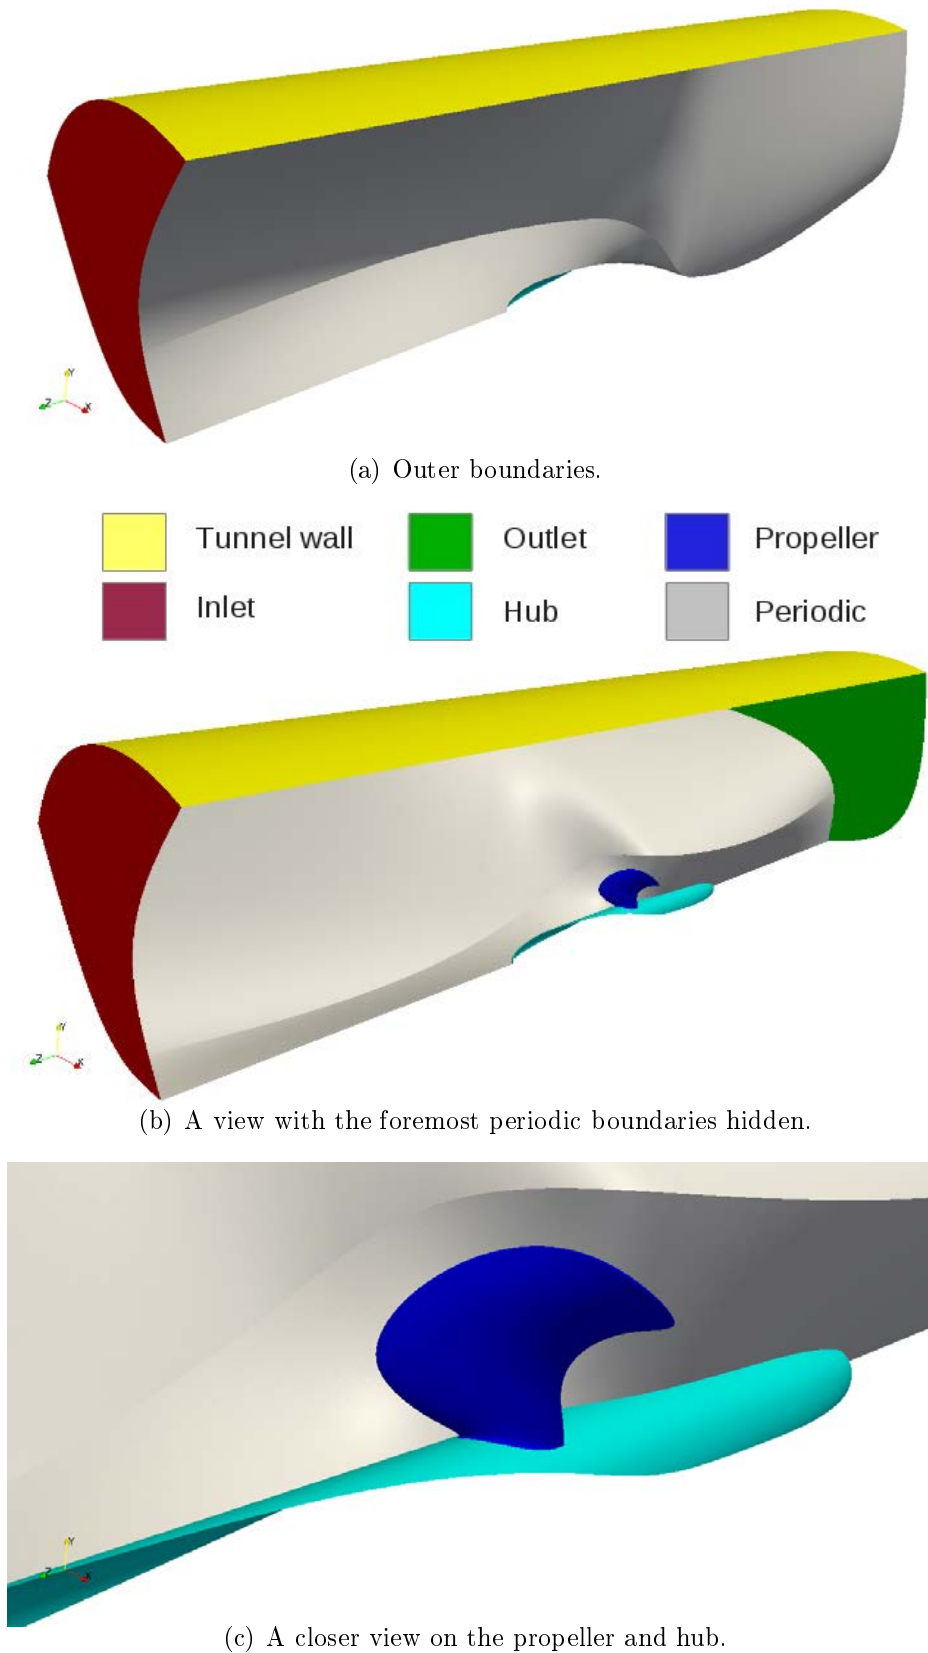 Y
Z X
(a) Outer boundaries.
Tunnel wall Outlet Propeller
Inlet Hub Periodic
Y
Z X
(b) A view with the foremost periodic boundaries hidden.
Y
Z X
(c) A closer view on the propeller and hub.